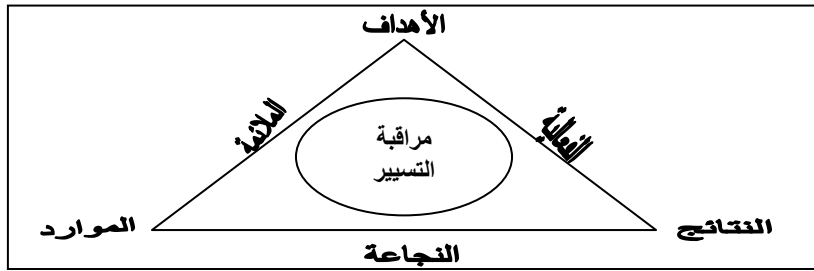 الأهداف
الملائمة
الفعالية
مراقبة
التسيير
الموارد
النتائج
النجاعة